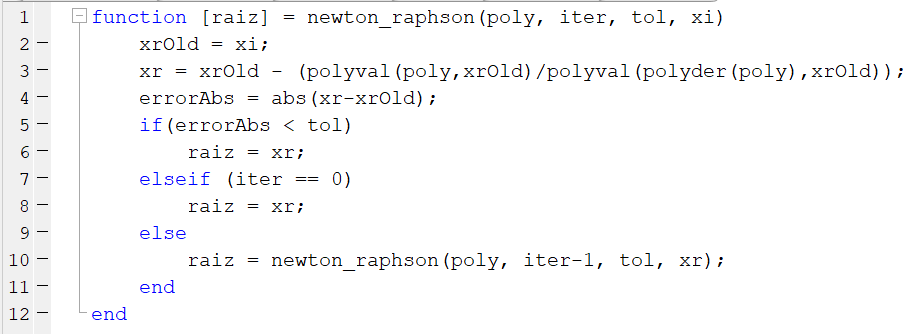 1 function [raiz] = newton_raphson(poly, iter, tol, xi)
2 xrOld = xi;
3 xr = xrOld - (polyval(poly,xrOld)/polyval(polyder(poly),xrOld));
4 errorAbs = abs(xr-xrOld);
5 if(errorAbs < tol)
6 raiz = xr;
7 elseif (iter == 0)
8 raiz = xr;
9 else
10 raiz = newton_raphson(poly, iter-1, tol, xr);
11 end
12 end